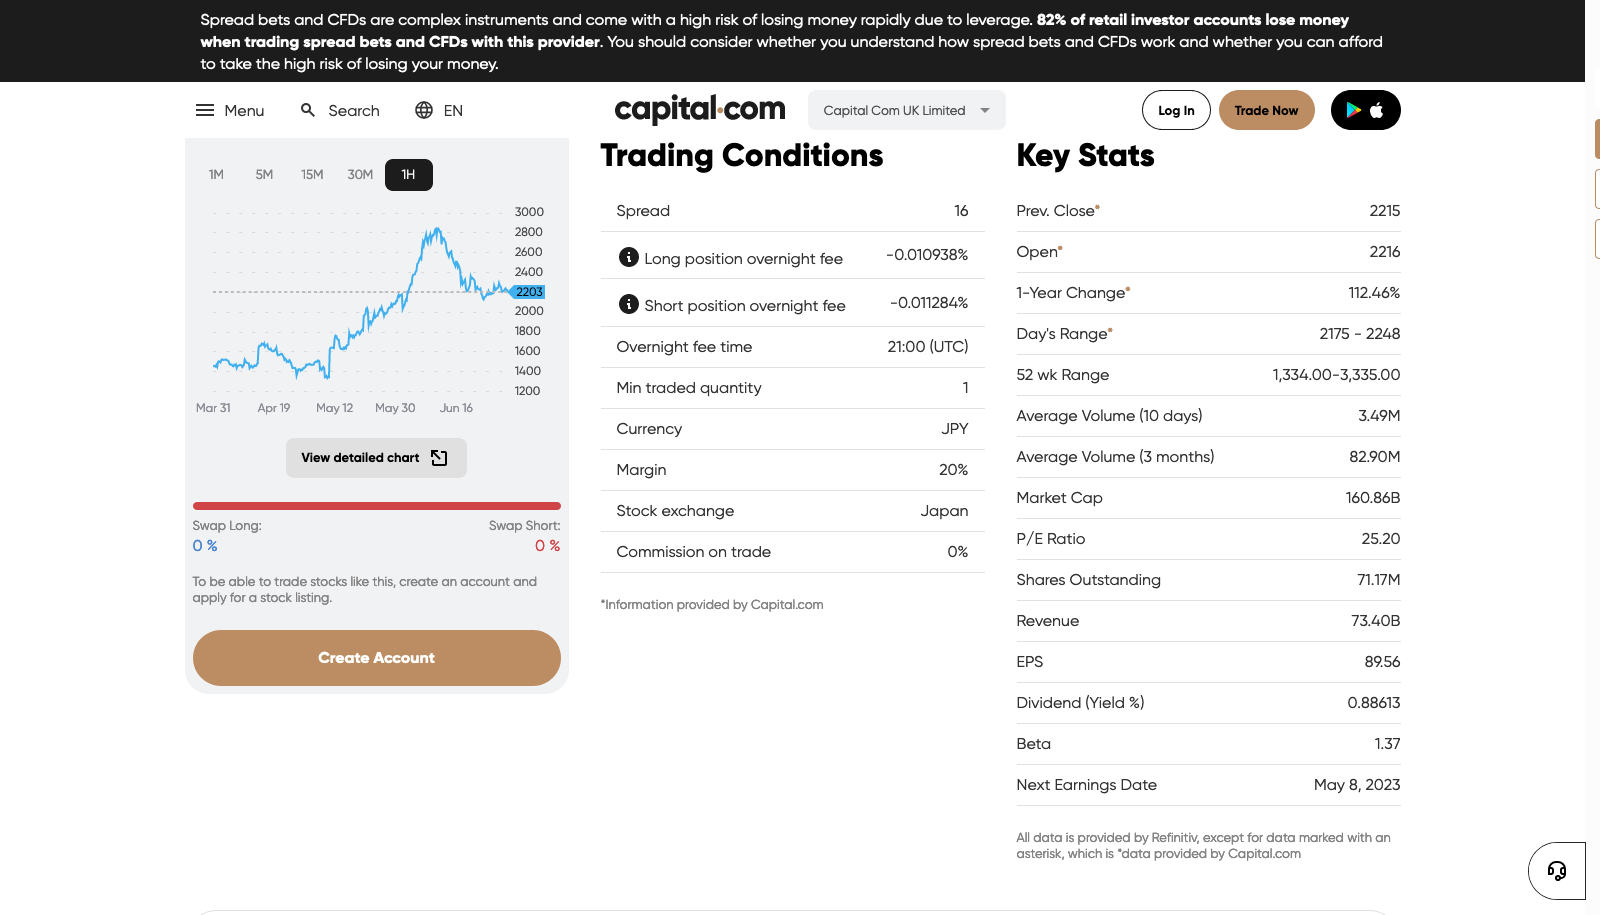 Spread bets and CFDs are complex instruments and come with a high risk of losing money rapidly due to leverage. 82% of retail investor accounts lose money
when trading spread bets and CFDs with this provider. You should consider whether you understand how spread bets and CFDs work and whether you can afford
to take the high risk of losing your money.
Menu
Search
EN
capital.com
Capital Com UK Limited
Log In
Trade Now
1M 5M 15M 30M 1H
3000
2800
2600
2400
2203
2000
1800
1600
1400
1200
Mar 31 Apr 19 May 12 May 30 Jun 16
View detailed chart
Swap Long: Swap Short:
0 % 0 %
To be able to trade stocks like this, create an account and
apply for a stock listing.
Create Account
Trading Conditions
Spread 16
Long position overnight fee -0.010938%
Short position overnight fee -0.011284%
Overnight fee time 21:00 (UTC)
Min traded quantity 1
Currency JPY
Margin 20%
Stock exchange Japan
Commission on trade 0%
*Information provided by Capital.com
Key Stats
Prev. Close* 2215
Open* 2216
1-Year Change* 112.46%
Day's Range* 2175 - 2248
52 wk Range 1,334.00-3,335.00
Average Volume (10 days) 3.49M
Average Volume (3 months) 82.90M
Market Cap 160.86B
P/E Ratio 25.20
Shares Outstanding 71.17M
Revenue 73.40B
EPS 89.56
Dividend (Yield %) 0.88613
Beta 1.37
Next Earnings Date May 8, 2023
All data is provided by Refinitiv, except for data marked with an
asterisk, which is *data provided by Capital.com